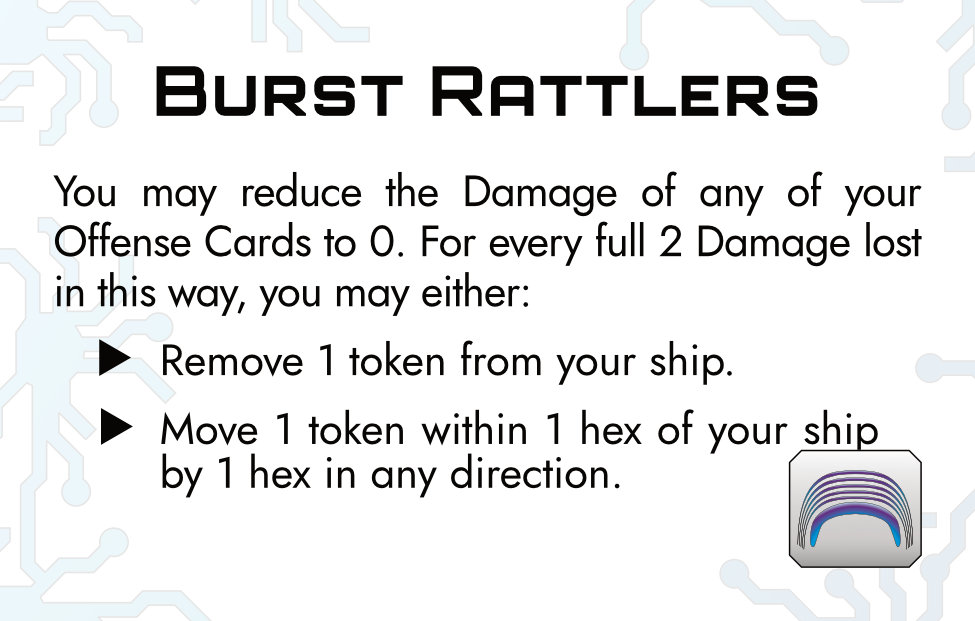 BURST RATTLERS
You may reduce the Damage of any of your
Offense Cards to 0. For every full 2 Damage lost
in this way, you may either:
▶ Remove 1 token from your ship.
▶ Move 1 token within 1 hex of your ship
by 1 hex in any direction.